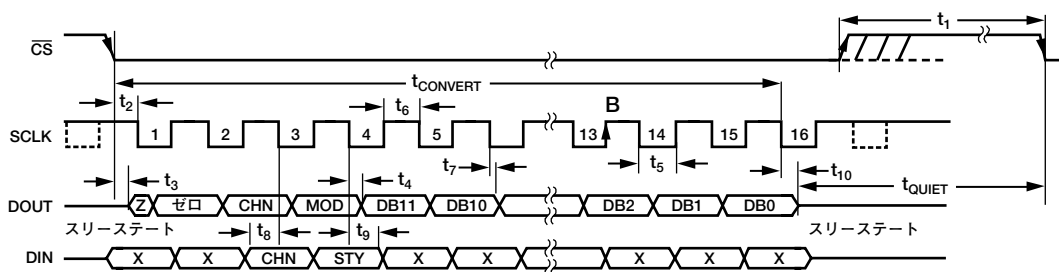 t1
CS
tCONVERT
t2
t6
B
SCLK
1 2 3 4 5 13 14 15 16
t7
t5
t10
t3
t4
tQUIET
DOUT
Z ゼロ CHN MOD DB11 DB10 DB2 DB1 DB0
スリーステート
t8
t9
スリーステート
DIN
X X CHN STY X X X X X